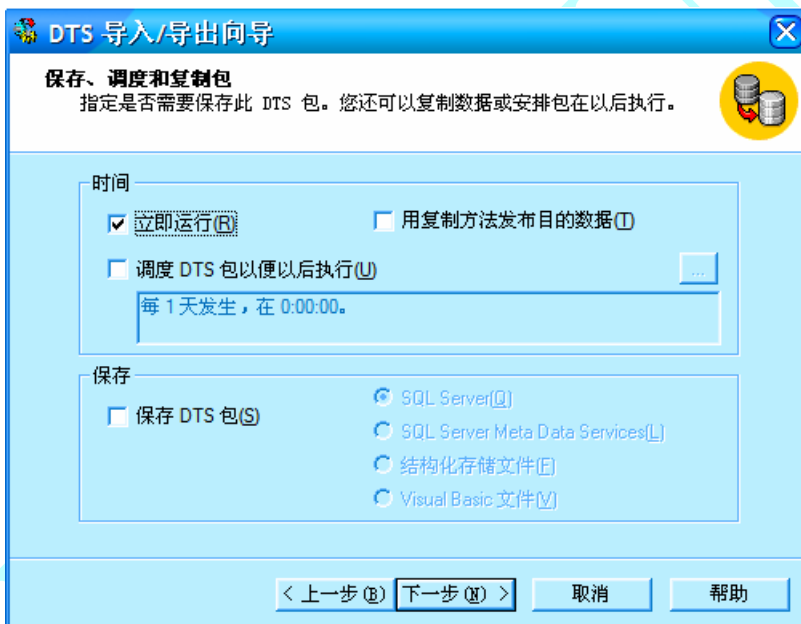 DTS 导入/导出向导
保存、调度和复制包
指定是否需要保存此 DTS 包。您还可以复制数据或安排包在以后执行。
时间
立即运行(R)
用复制方法发布目的数据(T)
调度 DTS 包以便以后执行(U)
...
每 1 天发生，在 0:00:00。
保存
保存 DTS 包(S)
SQL Server(Q)
SQL Server Meta Data Services(L)
结构化存储文件(F)
Visual Basic 文件(V)
< 上一步(B)
下一步(N) >
取消
帮助